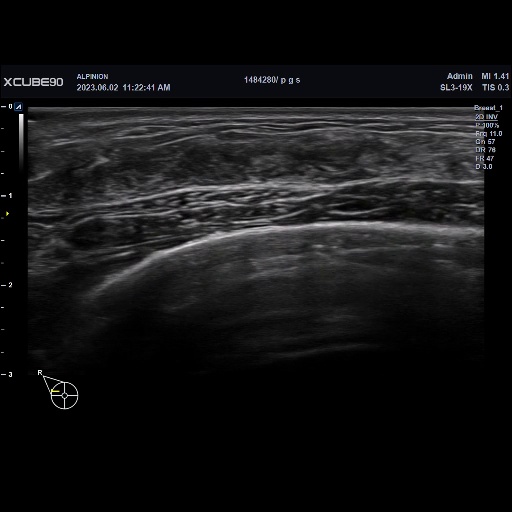 XCUBE90
ALPINION
2023.06.02 11:22:41 AM
1484280/ p g s
Admin MI 1.41
SL3-19X TIS 0.3
Breast_1
2D INV
P 100%
Frq 11.0
Gn 57
DR 76
FR 47
D 3.0
0
1
2
3
R